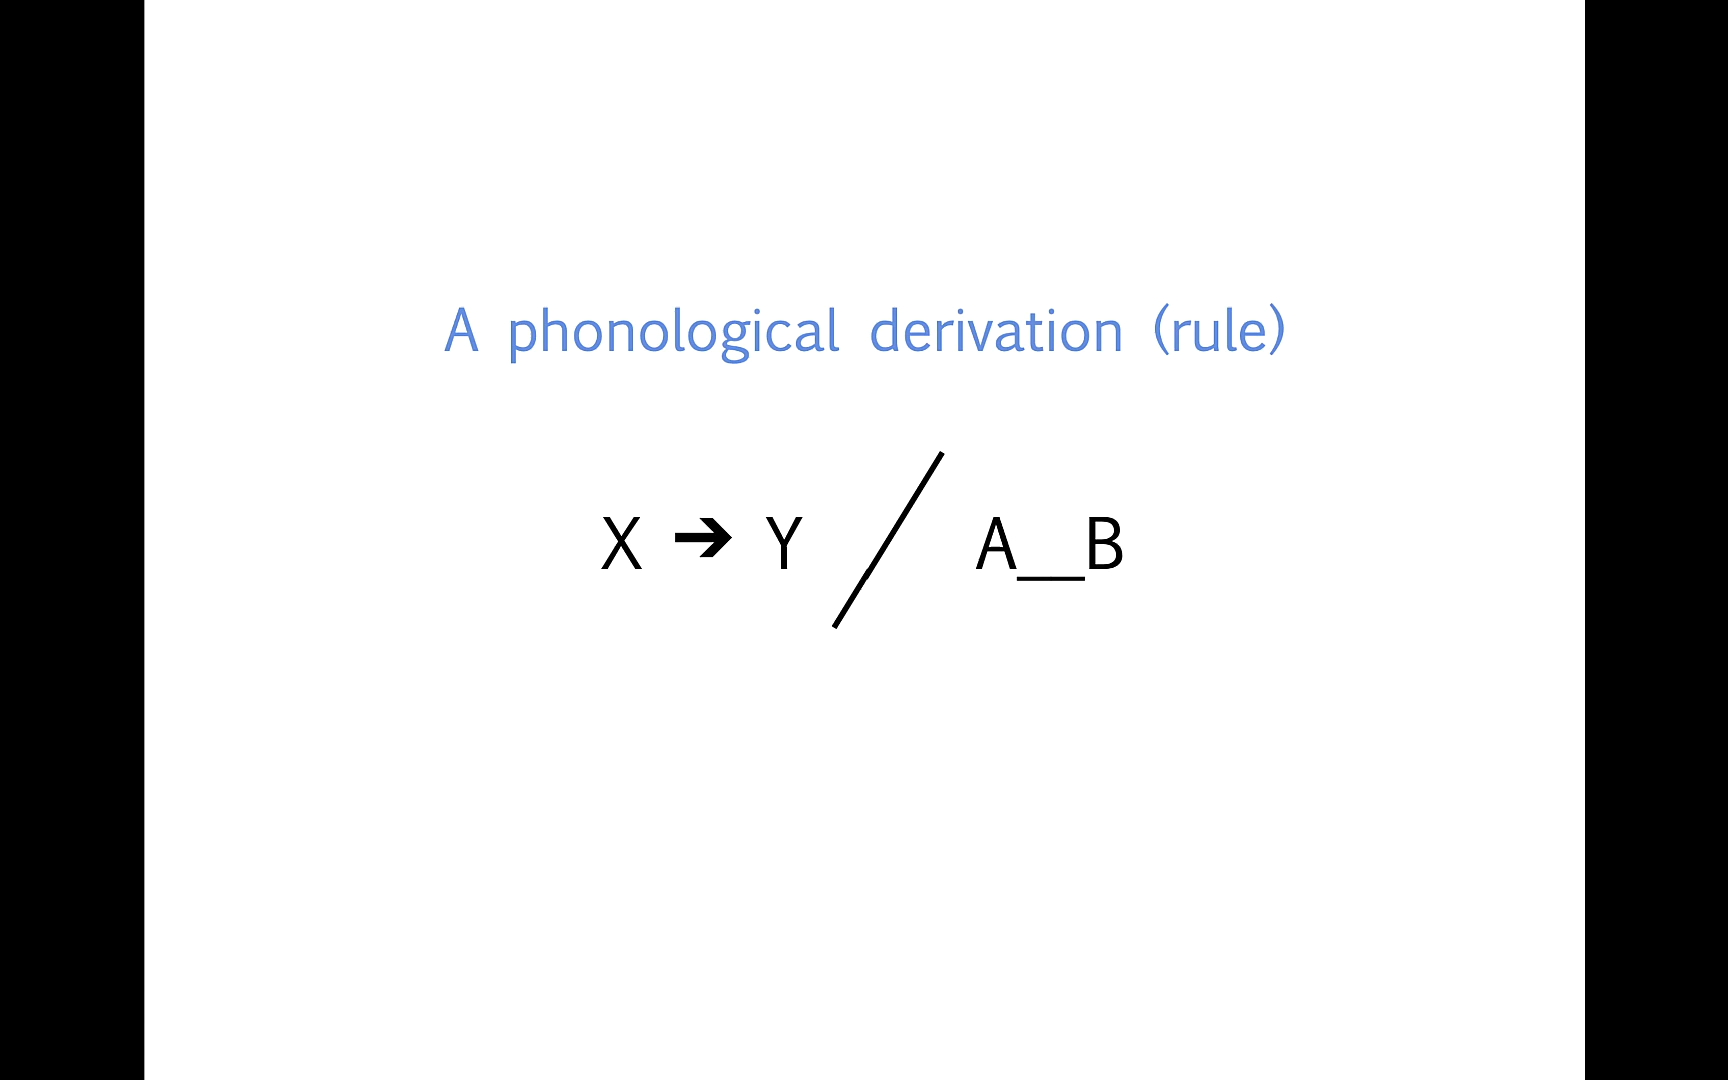 A phonological derivation (rule)
X ➔ Y / A__B